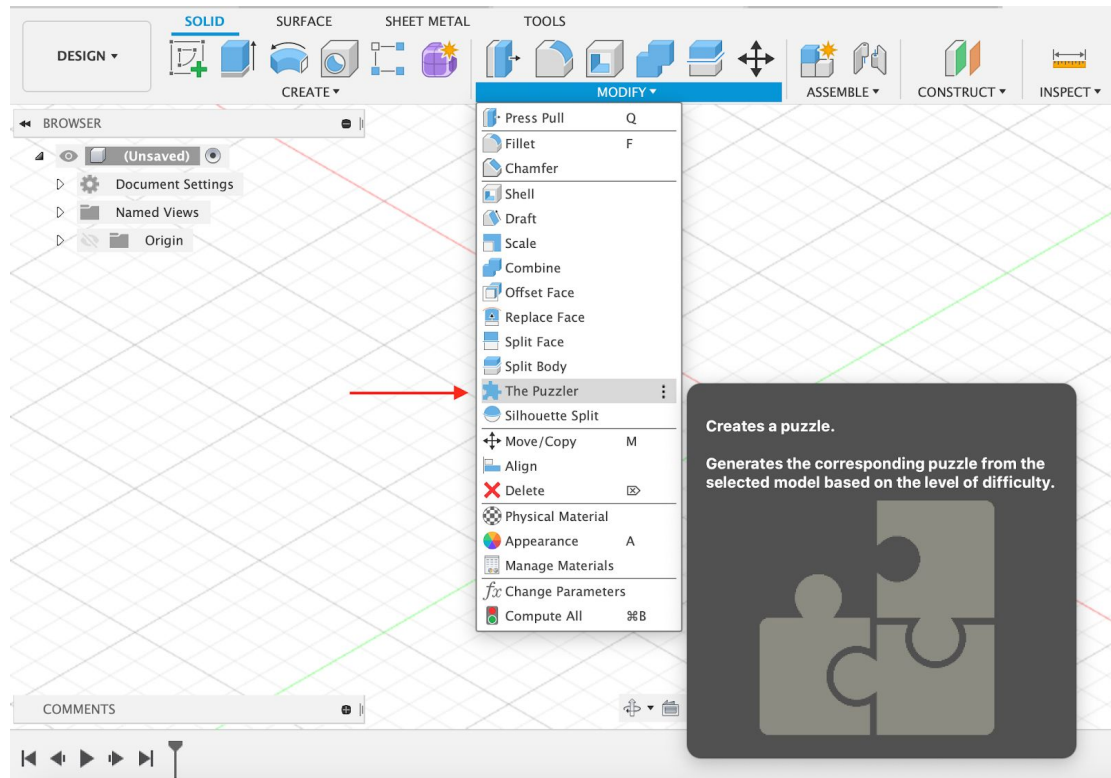 SOLID SURFACE SHEET METAL TOOLS
DESIGN ▾
CREATE ▾ MODIFY ▾ ASSEMBLE ▾ CONSTRUCT ▾ INSPECT ▾
BROWSER
(Unsaved)
Document Settings
Named Views
Origin
Press Pull Q
Fillet F
Chamfer
Shell
Draft
Scale
Combine
Offset Face
Replace Face
Split Face
Split Body
The Puzzler
Silhouette Split
Move/Copy M
Align
Delete ⌦
Physical Material
Appearance A
Manage Materials
fx Change Parameters
Compute All ⌘B
Creates a puzzle.
Generates the corresponding puzzle from the
selected model based on the level of difficulty.
COMMENTS